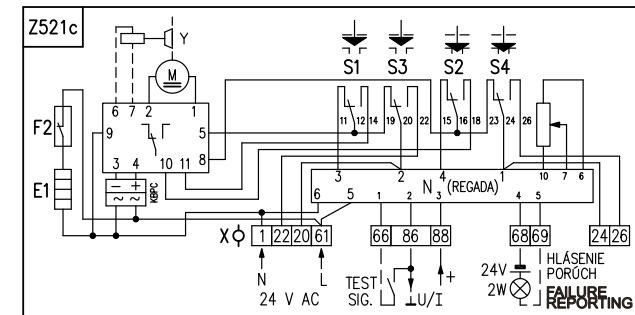 Z521c
Y
M
S1 S3 S2 S4
6 7 2 1
11 12 14 19 20 22 15 16 18 23 24 26
F2
9 5
8
3 4 10 11
E1
− +
~ ~
KBPC
3 2 4 1 10 7 6
N (REGADA)
6 5 1 2 3 4 5
X 1 22 20 61 66 86 88 68 69 24 26
N L
24 V AC
TEST
SIG.
⊥U/I
+
24V
2W
HLÁSENIE
PORÚCH
FAILURE
REPORTING